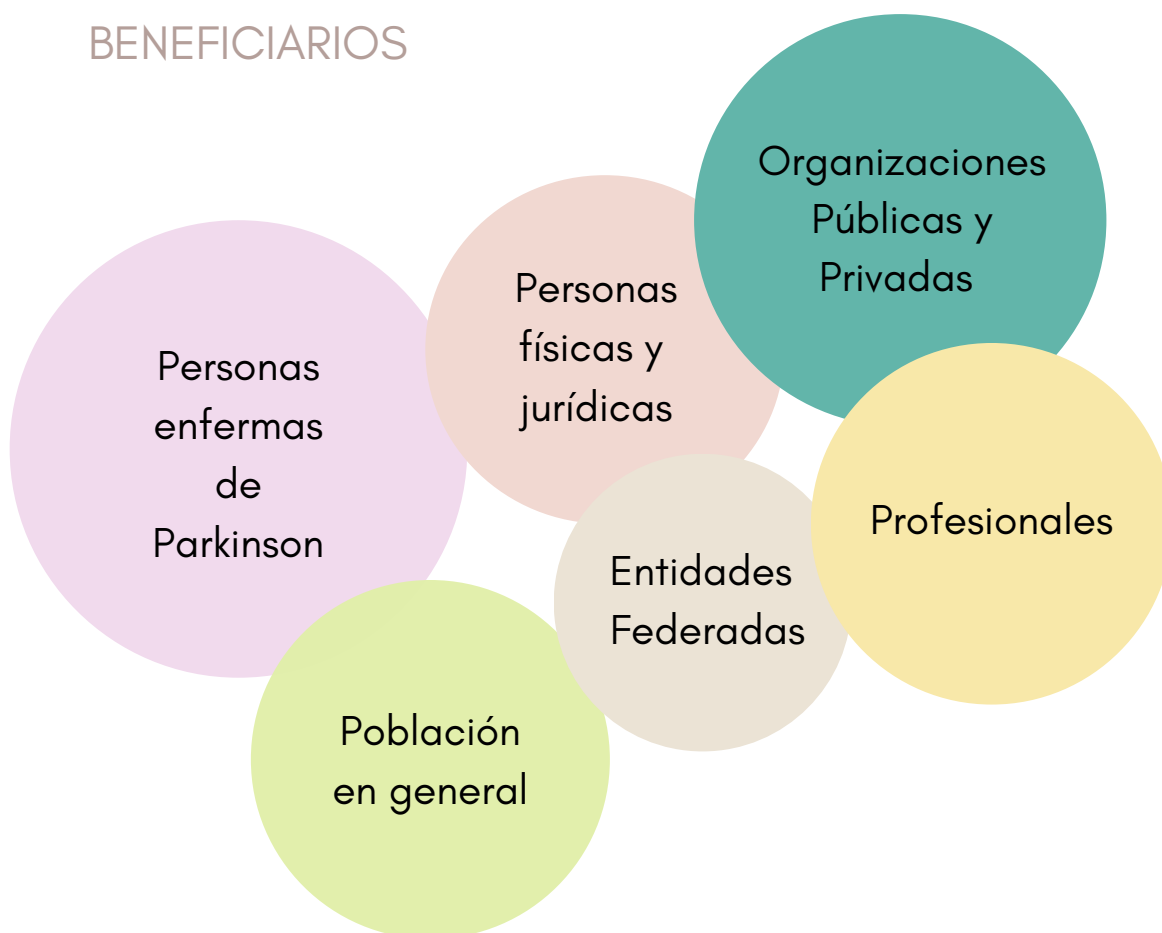 BENEFICIARIOS
Organizaciones
Públicas y
Privadas
Personas
físicas y
jurídicas
Personas
enfermas
de
Parkinson
Profesionales
Entidades
Federadas
Población
en general